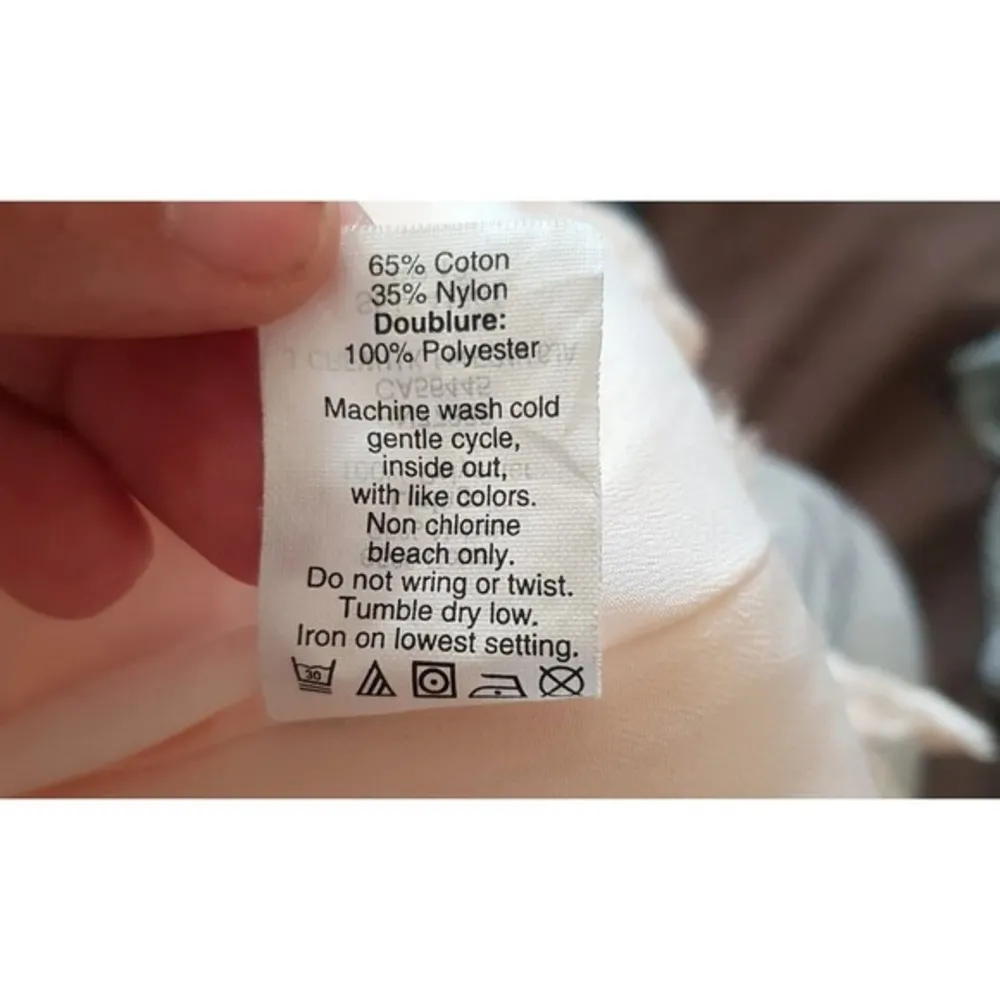 65% Coton
35% Nylon
Doublure:
100% Polyester
Machine wash cold
gentle cycle,
inside out,
with like colors.
Non chlorine
bleach only.
Do not wring or twist.
Tumble dry low.
Iron on lowest setting.
30